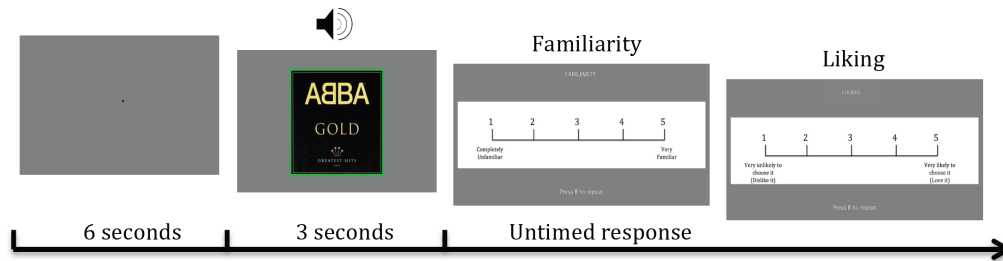 Familiarity
Liking
ABBA
GOLD
GREATEST HITS
FAMILIARITY
1 2 3 4 5
Completely
Unfamiliar
Very
Familiar
Press R to repeat
LIKING
1 2 3 4 5
Very unlikely to
choose it
(Dislike it)
Very likely to
choose it
(Love it)
Press R to repeat
6 seconds
3 seconds
Untimed response